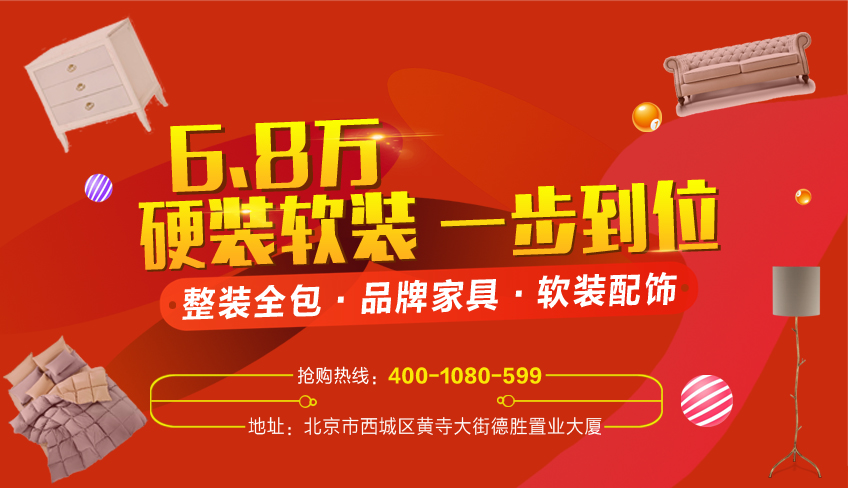 6.8万
硬装软装 一步到位
整装全包·品牌家具·软装配饰
抢购热线：400-1080-599
地址：北京市西城区黄寺大街德胜置业大厦